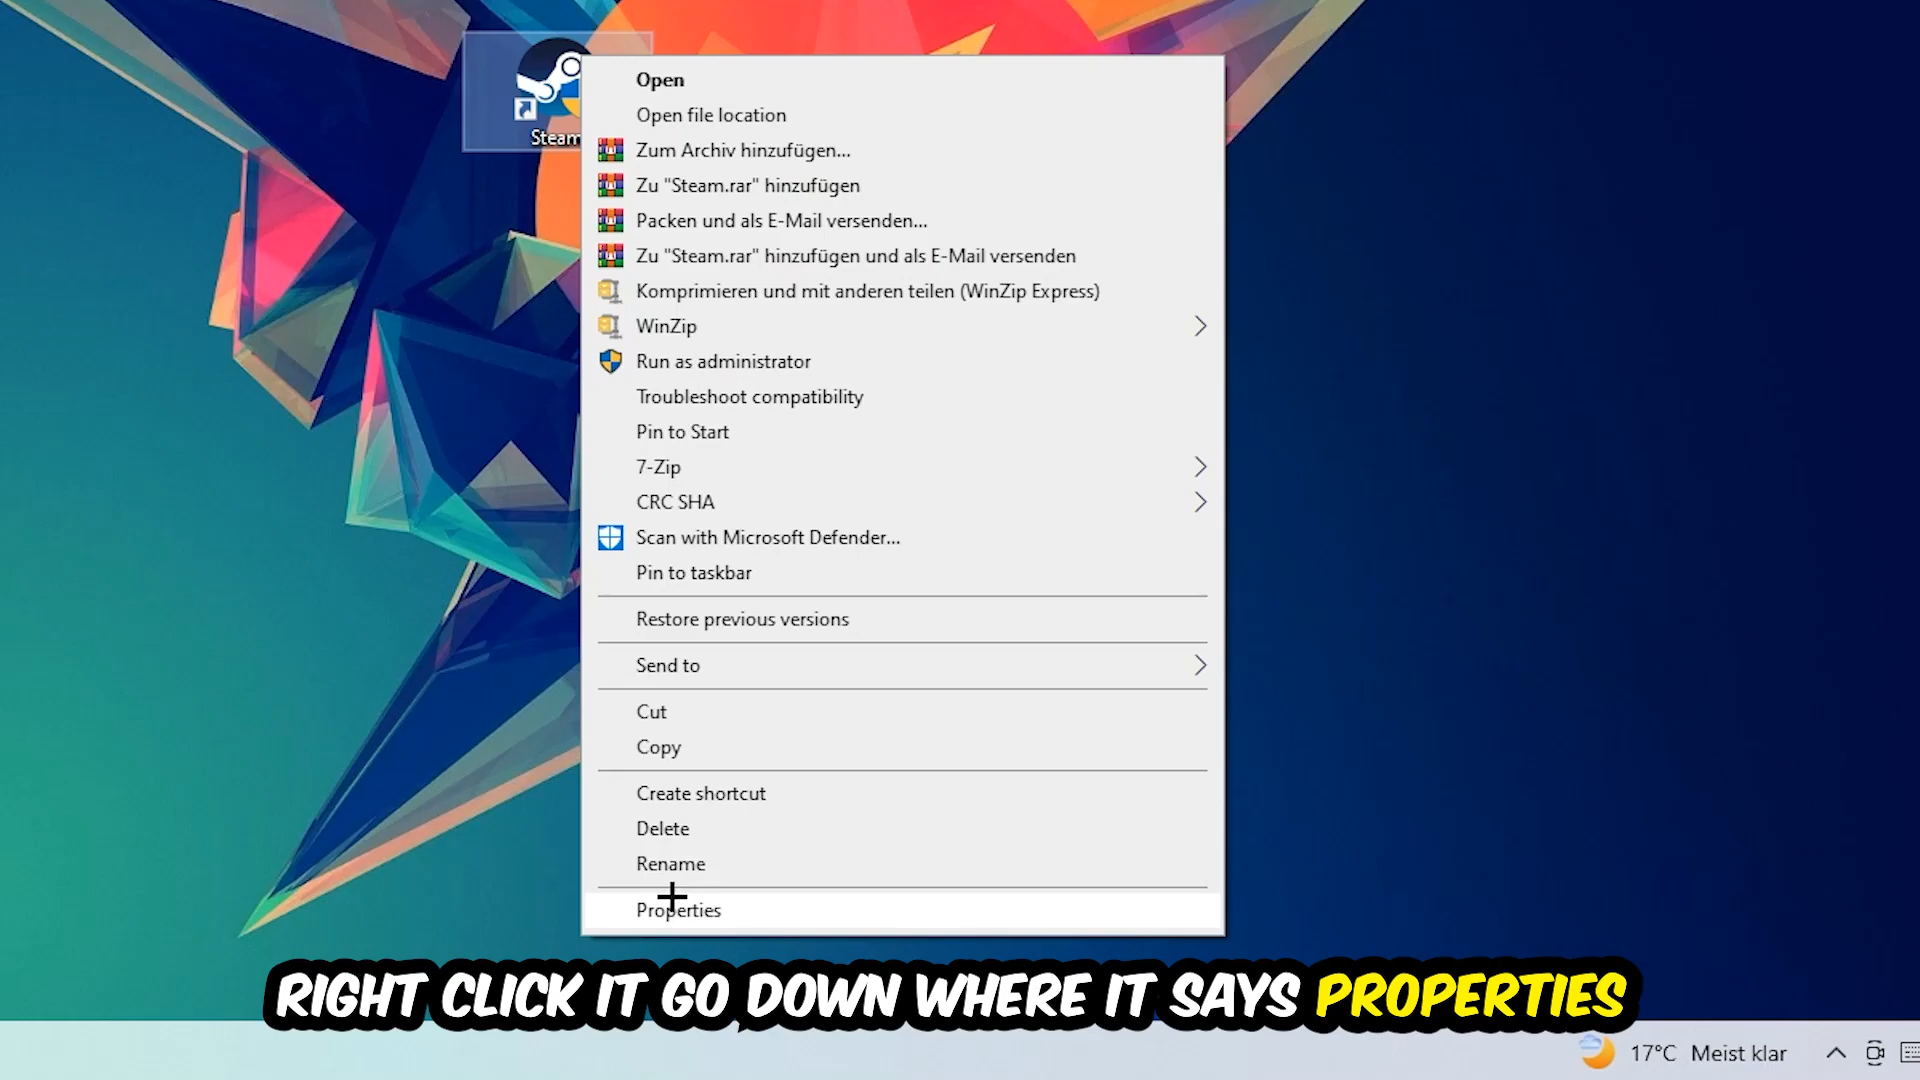 Steam
Open
Open file location
Zum Archiv hinzufügen...
Zu "Steam.rar" hinzufügen
Packen und als E-Mail versenden...
Zu "Steam.rar" hinzufügen und als E-Mail versenden
Komprimieren und mit anderen teilen (WinZip Express)
WinZip
Run as administrator
Troubleshoot compatibility
Pin to Start
7-Zip
CRC SHA
Scan with Microsoft Defender...
Pin to taskbar
Restore previous versions
Send to
Cut
Copy
Create shortcut
Delete
Rename
Properties
RIGHT CLICK IT GO DOWN WHERE IT SAYS PROPERTIES
17°C Meist klar